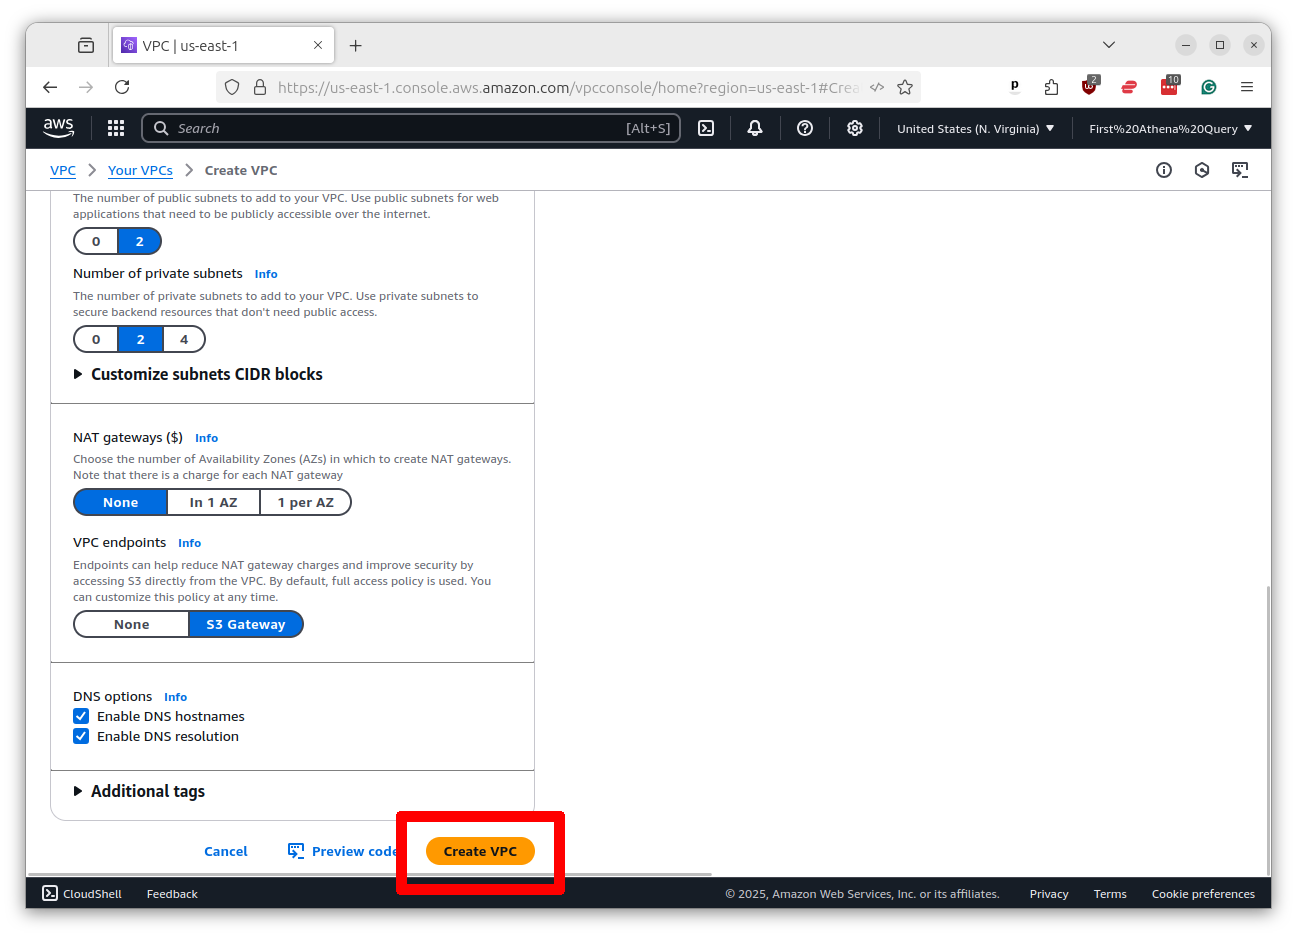 VPC | us-east-1
https://us-east-1.console.aws.amazon.com/vpcconsole/home?region=us-east-1#Crea
2
10
aws
Search
[Alt+S]
United States (N. Virginia)
First%20Athena%20Query
VPC
Your VPCs
Create VPC
The number of public subnets to add to your VPC. Use public subnets for web
applications that need to be publicly accessible over the internet.
0 2
Number of private subnets Info
The number of private subnets to add to your VPC. Use private subnets to
secure backend resources that don't need public access.
0 2 4
Customize subnets CIDR blocks
NAT gateways ($) Info
Choose the number of Availability Zones (AZs) in which to create NAT gateways.
Note that there is a charge for each NAT gateway
None In 1 AZ 1 per AZ
VPC endpoints Info
Endpoints can help reduce NAT gateway charges and improve security by
accessing S3 directly from the VPC. By default, full access policy is used. You
can customize this policy at any time.
None S3 Gateway
DNS options Info
Enable DNS hostnames
Enable DNS resolution
Additional tags
Cancel Preview code Create VPC
CloudShell Feedback © 2025, Amazon Web Services, Inc. or its affiliates. Privacy Terms Cookie preferences